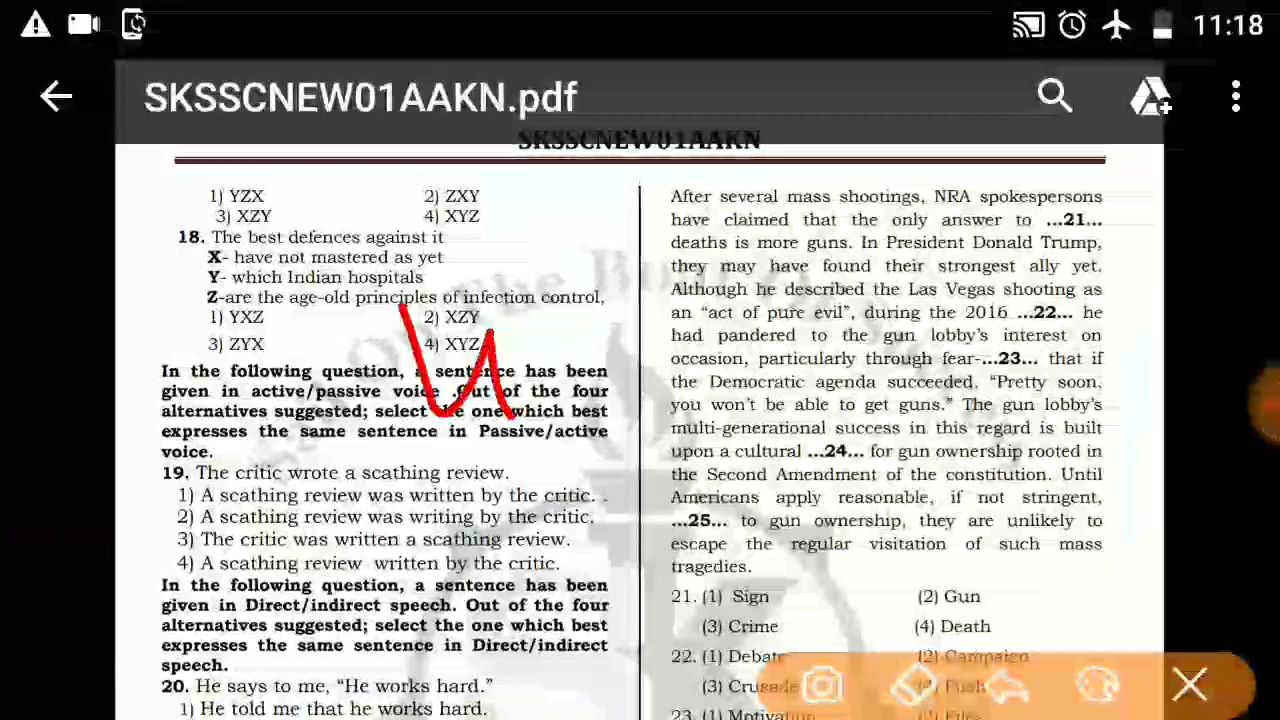 11:18
SKSSCNEW01AAKN.pdf
SKSSCNEW01AAKN
1) YZX 2) ZXY
3) XZY 4) XYZ
18. The best defences against it
X- have not mastered as yet
Y- which Indian hospitals
Z-are the age-old principles of infection control,
1) YXZ 2) XZY
3) ZYX 4) XYZ
In the following question, a sentence has been
given in active/passive voice .Out of the four
alternatives suggested; select the one which best
expresses the same sentence in Passive/active
voice.
19. The critic wrote a scathing review.
1) A scathing review was written by the critic. .
2) A scathing review was writing by the critic.
3) The critic was written a scathing review.
4) A scathing review written by the critic.
In the following question, a sentence has been
given in Direct/indirect speech. Out of the four
alternatives suggested; select the one which best
expresses the same sentence in Direct/indirect
speech.
20. He says to me, “He works hard.”
1) He told me that he works hard.
After several mass shootings, NRA spokespersons
have claimed that the only answer to ...21...
deaths is more guns. In President Donald Trump,
they may have found their strongest ally yet.
Although he described the Las Vegas shooting as
an “act of pure evil”, during the 2016 ...22... he
had pandered to the gun lobby’s interest on
occasion, particularly through fear-...23... that if
the Democratic agenda succeeded, “Pretty soon,
you won’t be able to get guns.” The gun lobby’s
multi-generational success in this regard is built
upon a cultural ...24... for gun ownership rooted in
the Second Amendment of the constitution. Until
Americans apply reasonable, if not stringent,
...25... to gun ownership, they are unlikely to
escape the regular visitation of such mass
tragedies.
21. (1) Sign (2) Gun
(3) Crime (4) Death
22. (1) Debate (2) Campaign
(3) Crusade (4) Push
23. (1) Motivation (2) Files